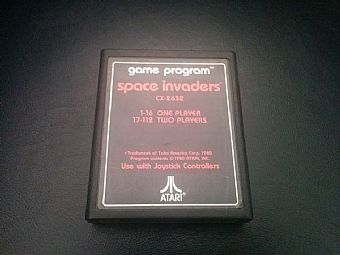 game program™
space invaders*
CX-2632
1-16 ONE PLAYER
17-112 TWO PLAYERS
*Trademark of Taito America Corp. 1980
Program contents © 1980 ATARI, INC.
Use with Joystick Controllers
ATARI®